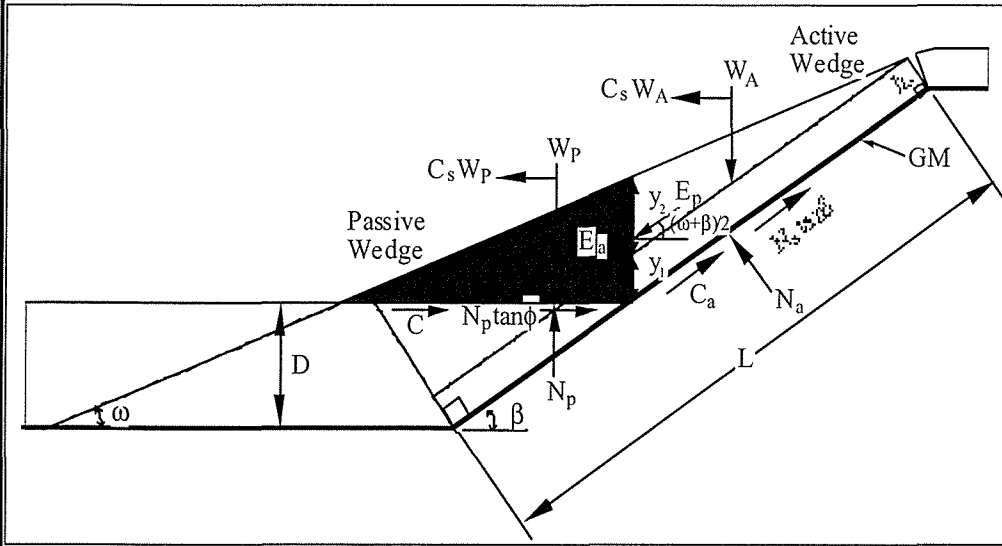 Active
Wedge
W_A
C_s W_A
W_P
C_s W_P
GM
Passive
Wedge
y_2
E_p
(ω+β)/2
E_a
y_1
C_a
N_a
C
N_p tanϕ
D
L
N_p
ω
β